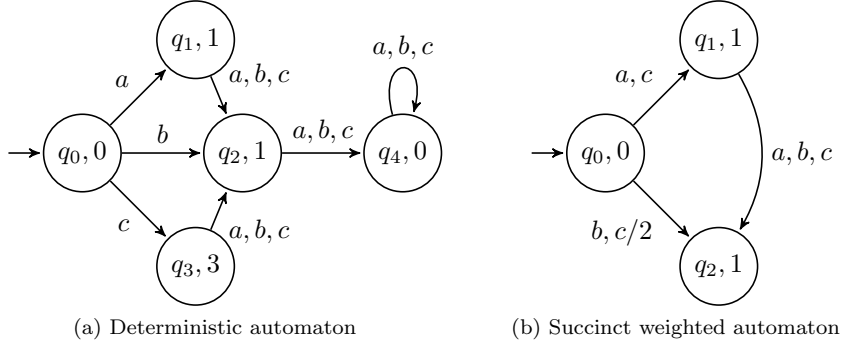 q₁, 1
a, b, c
a
a, b, c
q₀, 0
b
q₂, 1
a, b, c
q₄, 0
c
a, b, c
q₃, 3
(a) Deterministic automaton
q₁, 1
a, c
q₀, 0
a, b, c
b, c/2
q₂, 1
(b) Succinct weighted automaton